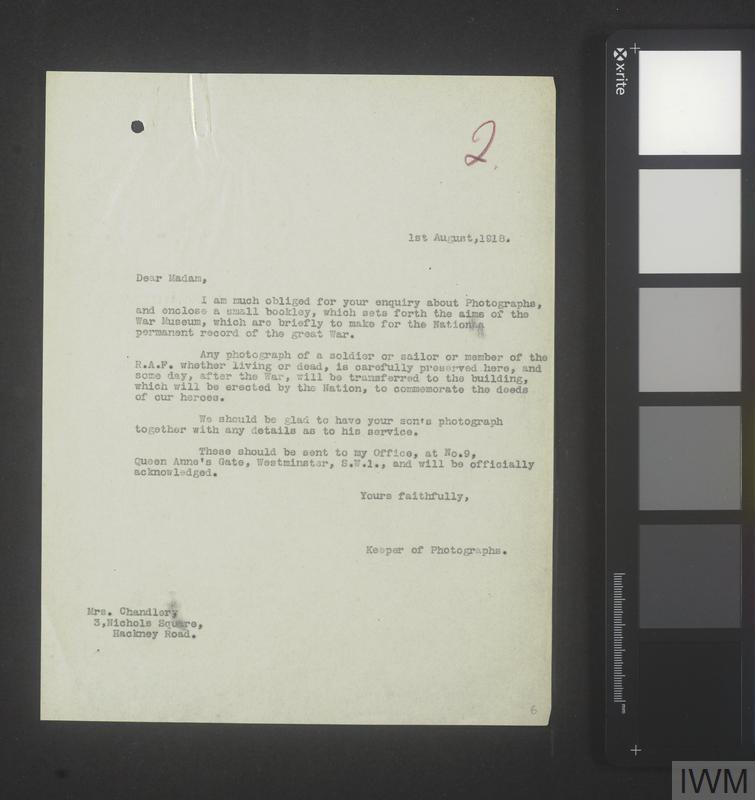 2.
1st August,1918.
Dear Madam,
I am much obliged for your enquiry about Photographs,
and enclose a small bookley, which sets forth the aims of the
War Museum, which are briefly to make for the Nation a
permanent record of the great War.
Any photograph of a soldier or sailor or member of the
R.A.F. whether living or dead, is carefully preserved here, and
some day, after the War, will be transferred to the building,
which will be erected by the Nation, to commemorate the deeds
of our heroes.
We should be glad to have your son's photograph
together with any details as to his service.
These should be sent to my Office, at No.9,
Queen Anne's Gate, Westminster, S.W.1., and will be officially
acknowledged.
Yours faithfully,
Keeper of Photographs.
Mrs. Chandlery
3,Nichols Square,
Hackney Road.
6
x-rite
mm
IWM